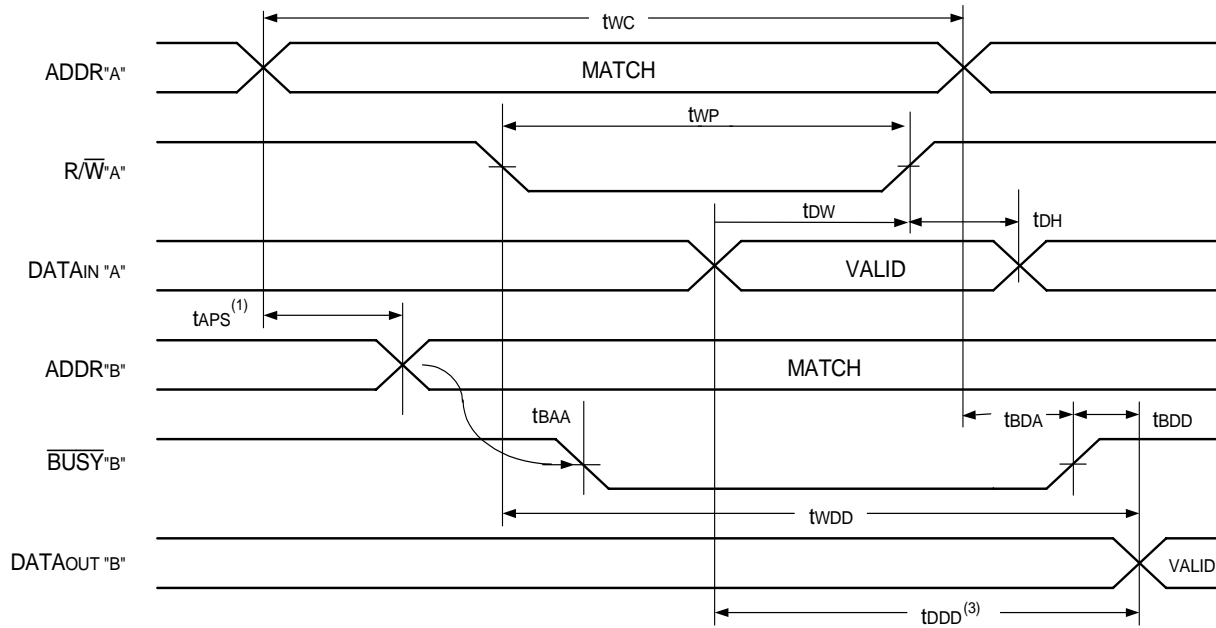 tWC
ADDR"A"
MATCH
tWP
R/W̅"A"
tDW
tDH
DATAIN "A"
VALID
tAPS(1)
ADDR"B"
MATCH
tBAA
tBDA
tBDD
B̅U̅S̅Y̅"B"
tWDD
DATAOUT "B"
VALID
tDDD(3)